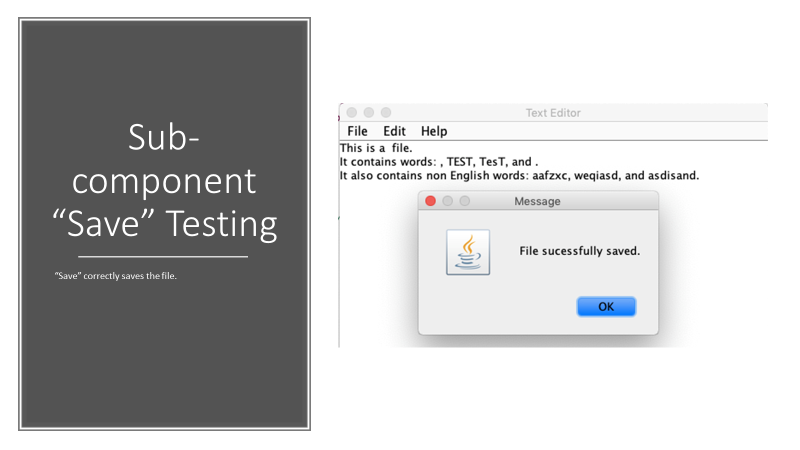 Sub-
component
“Save” Testing
“Save” correctly saves the file.
Text Editor
File Edit Help
This is a  file.
It contains words: , TEST, TesT, and .
It also contains non English words: aafzxc, weqiasd, and asdisand.
Message
File sucessfully saved.
OK